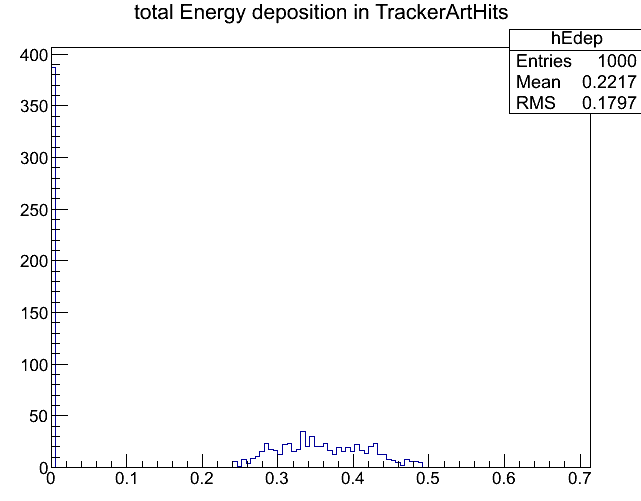 total Energy deposition in TrackerArtHits
hEdep
Entries 1000
Mean 0.2217
RMS 0.1797
400
350
300
250
200
150
100
50
0
0 0.1 0.2 0.3 0.4 0.5 0.6 0.7